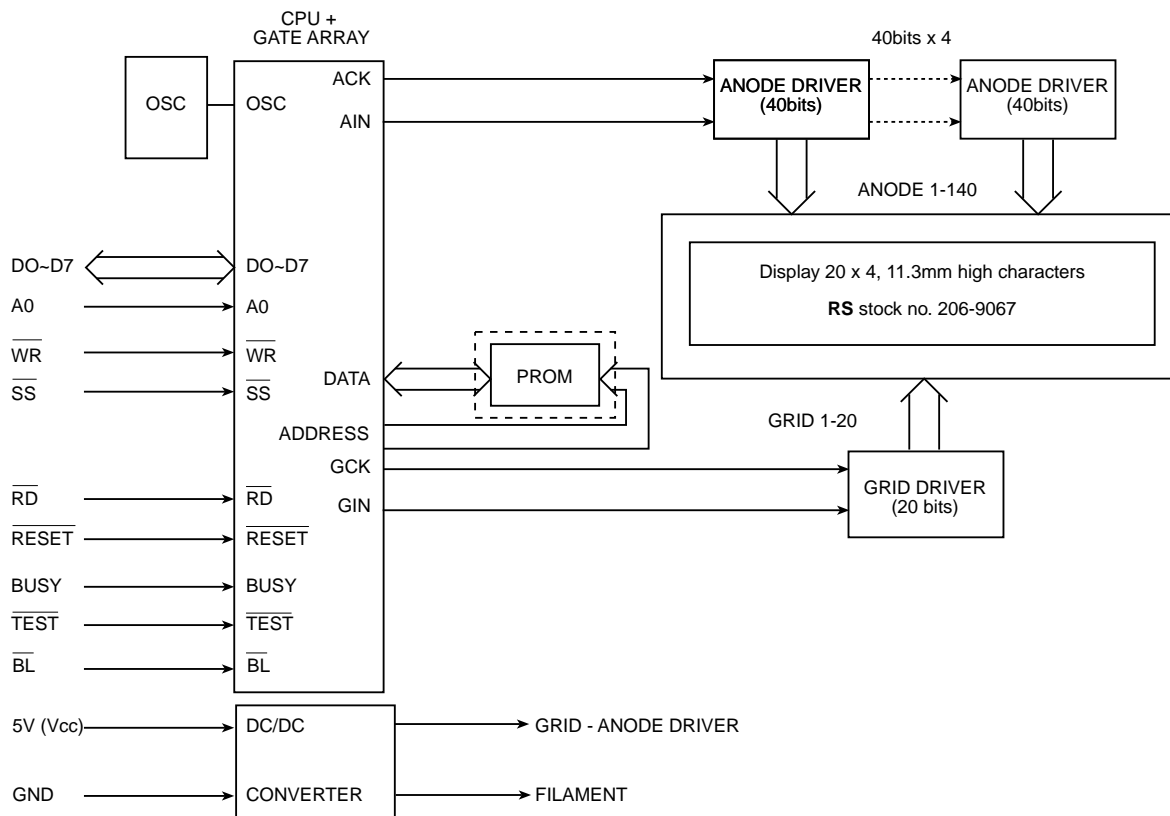 CPU +
GATE ARRAY
40bits x 4
OSC
OSC
ACK
AIN
ANODE DRIVER
(40bits)
ANODE DRIVER
(40bits)
ANODE 1-140
DO~D7
DO~D7
A0
A0
WR
WR
SS
SS
Display 20 x 4, 11.3mm high characters
RS stock no. 206-9067
DATA
PROM
ADDRESS
GRID 1-20
GCK
GIN
GRID DRIVER
(20 bits)
RD
RD
RESET
RESET
BUSY
BUSY
TEST
TEST
BL
BL
5V (Vcc)
DC/DC
GRID - ANODE DRIVER
GND
CONVERTER
FILAMENT